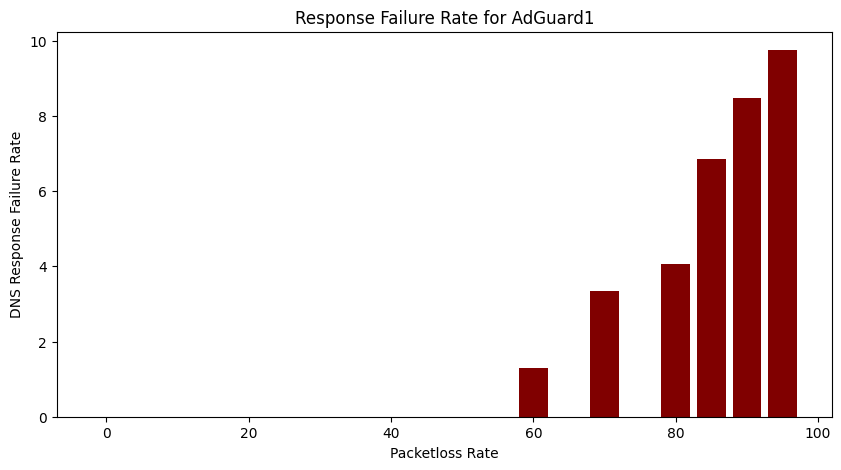 Response Failure Rate for AdGuard1
DNS Response Failure Rate
10
8
6
4
2
0
0 20 40 60 80 100
Packetloss Rate